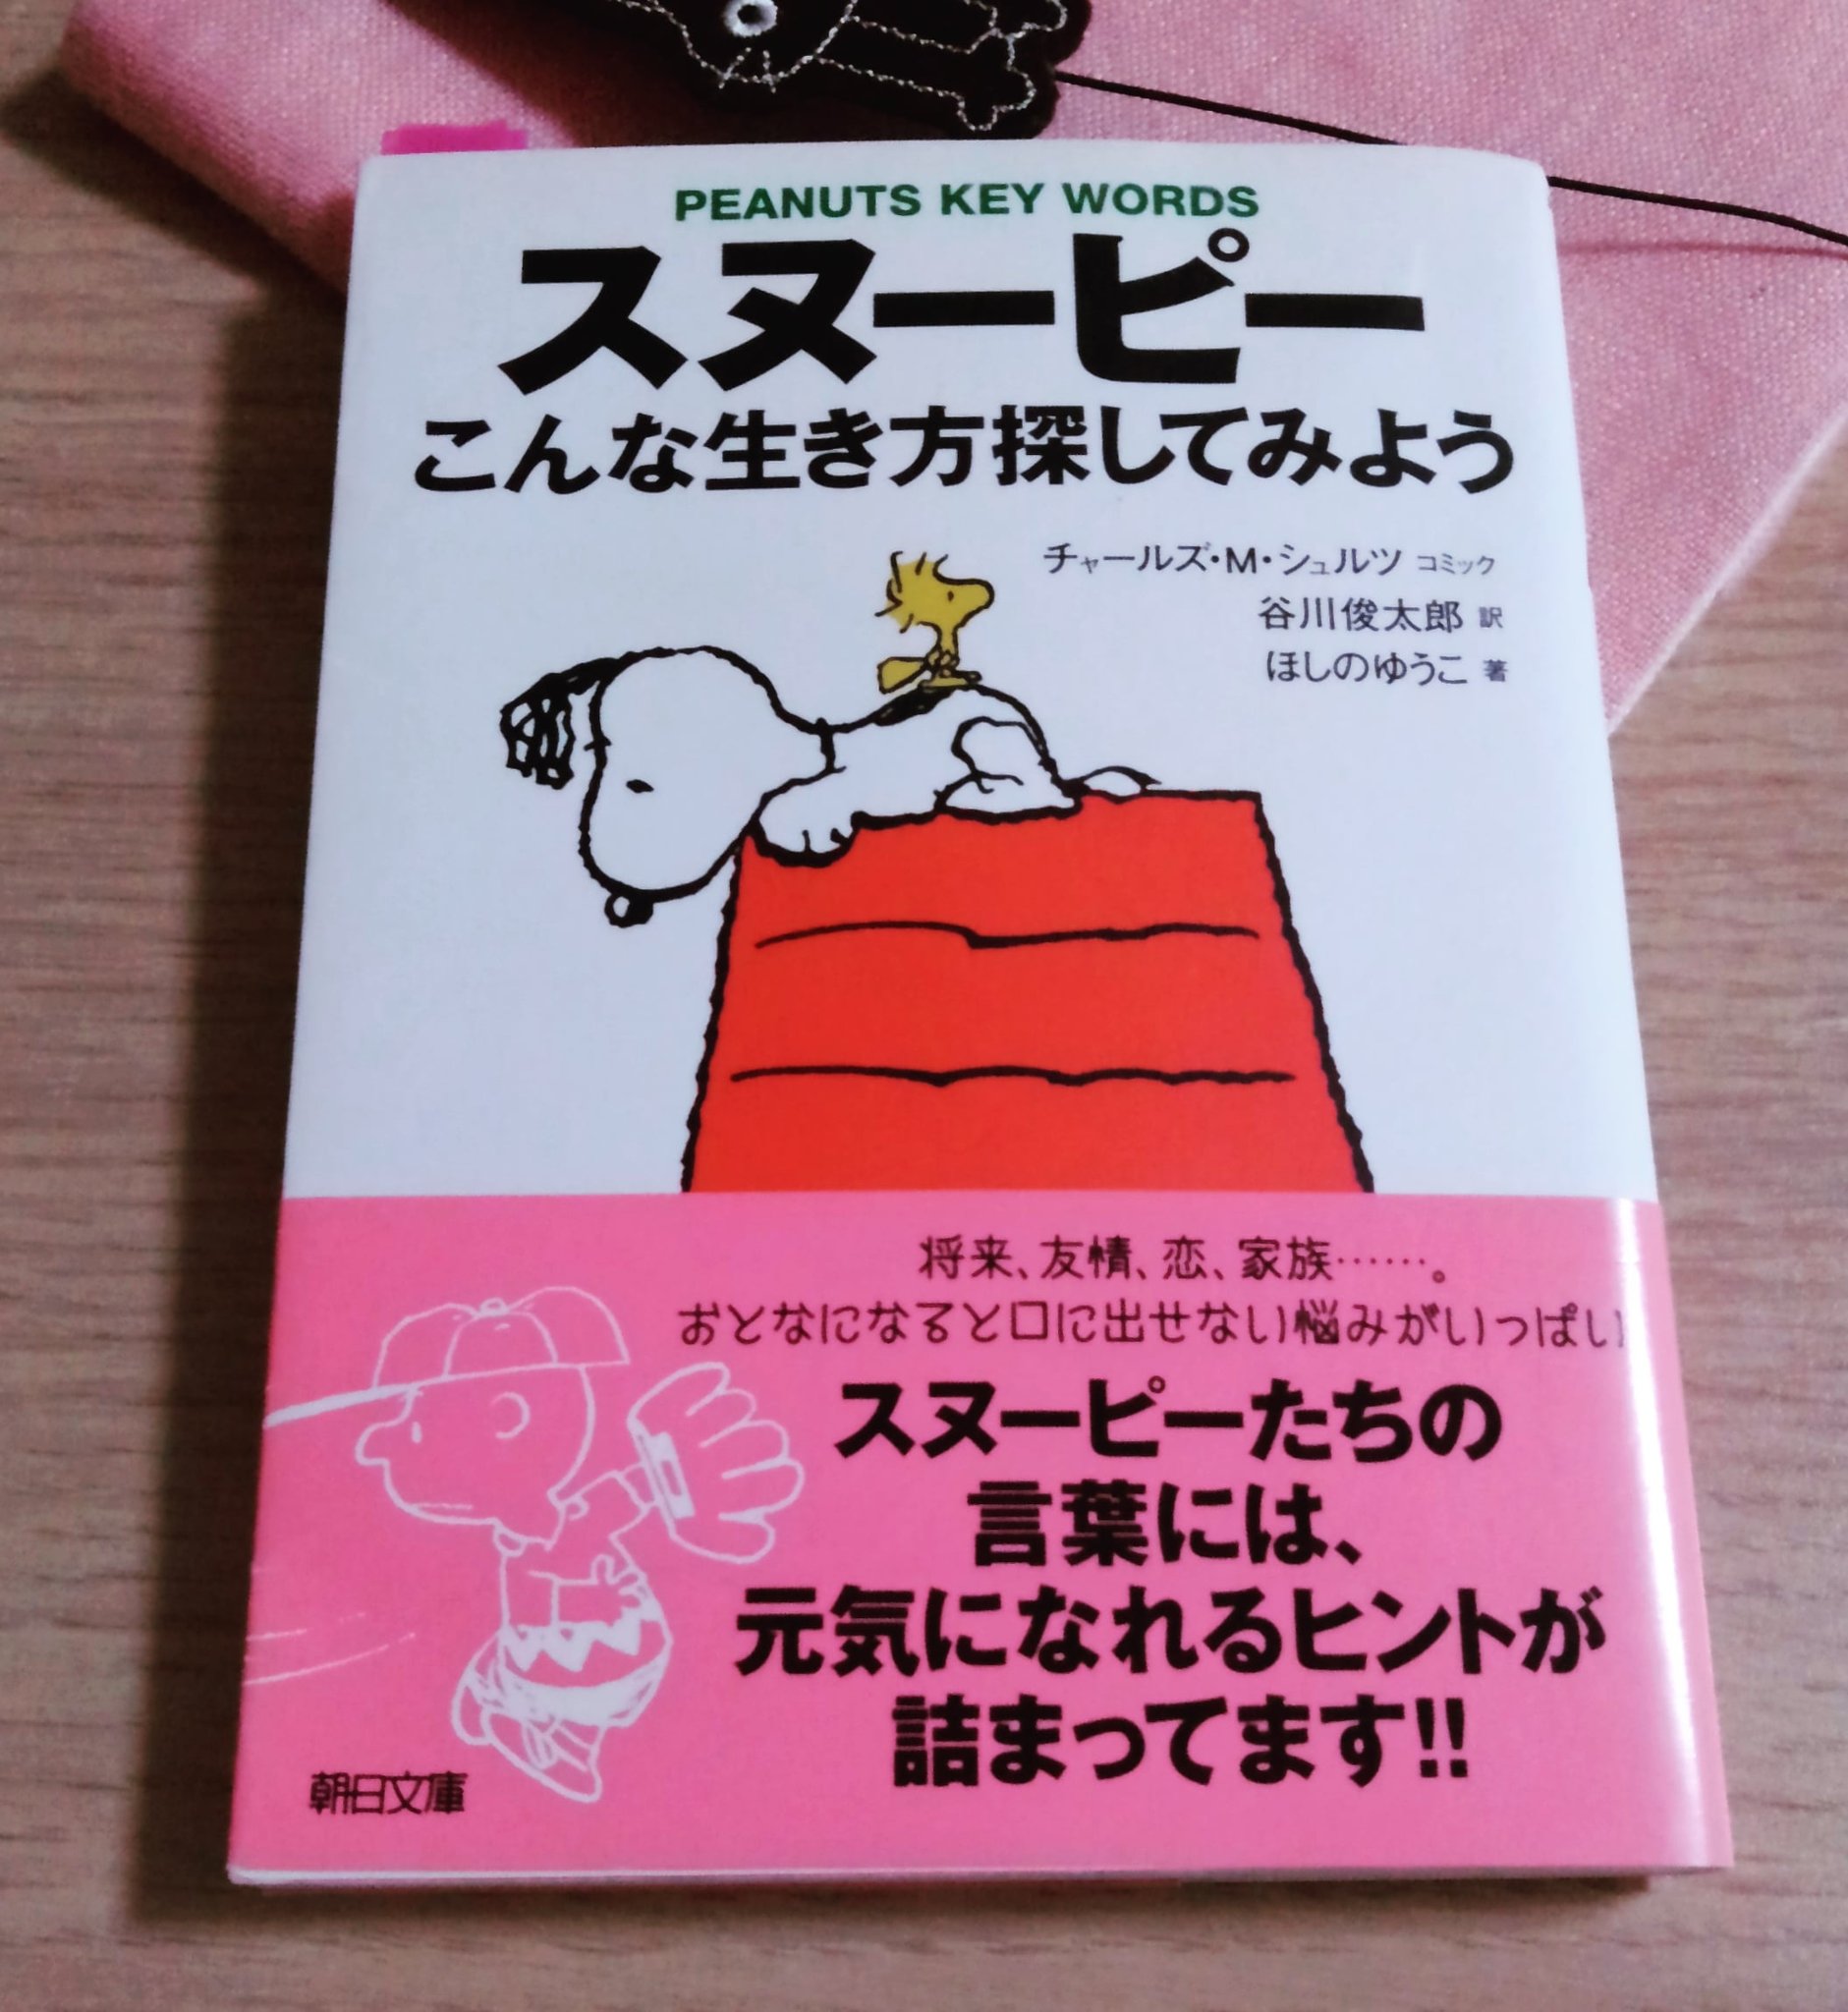 PEANUTS KEY WORDS
スヌーピー
こんな生き方探してみよう
チャールズ・M・シュルツ コミック
谷川俊太郎 訳
ほしのゆうこ 著
将来、友情、恋、家族……。
おとなになると口に出せない悩みがいっぱい
スヌーピーたちの
言葉には、
元気になれるヒントが
詰まってます!!
朝日文庫